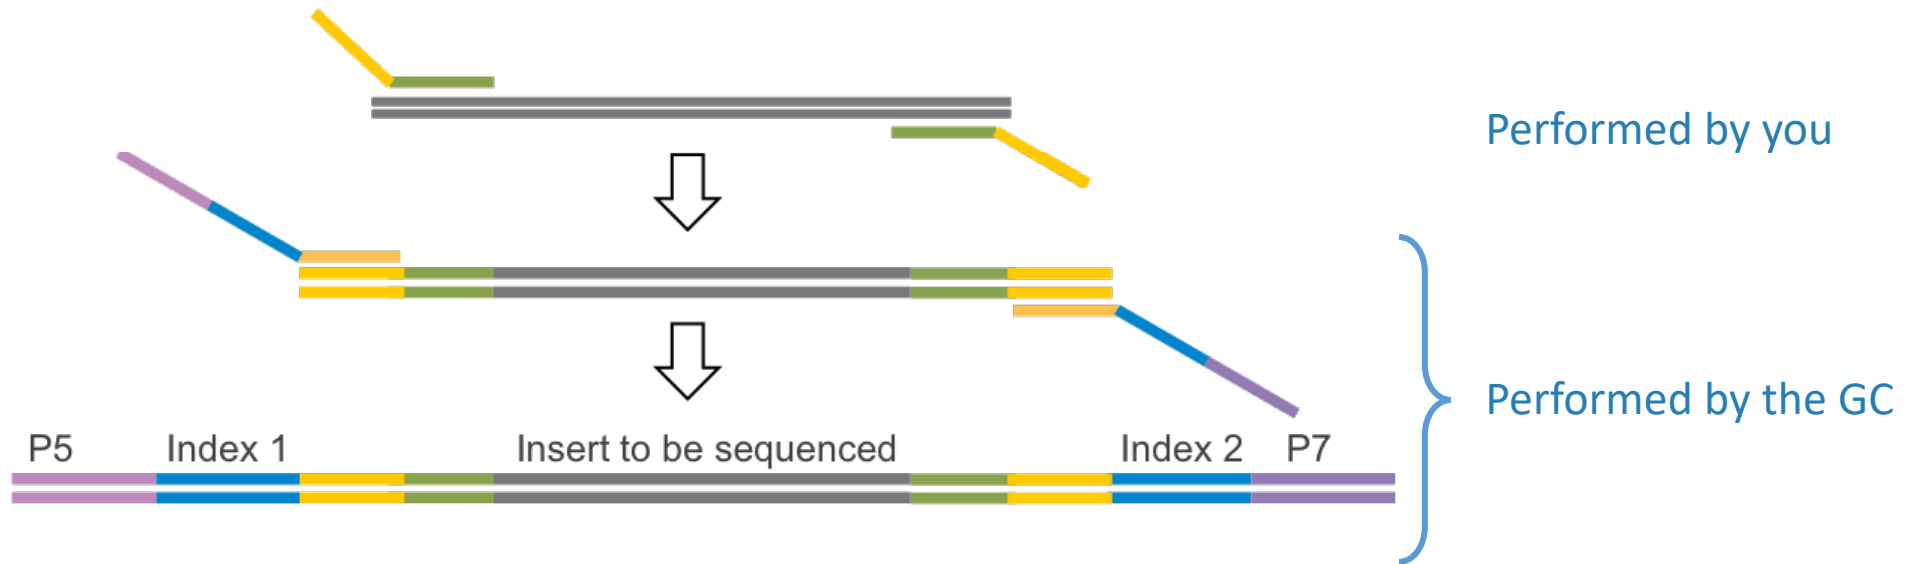 Performed by you
Performed by the GC
P5 Index 1 Insert to be sequenced Index 2 P7